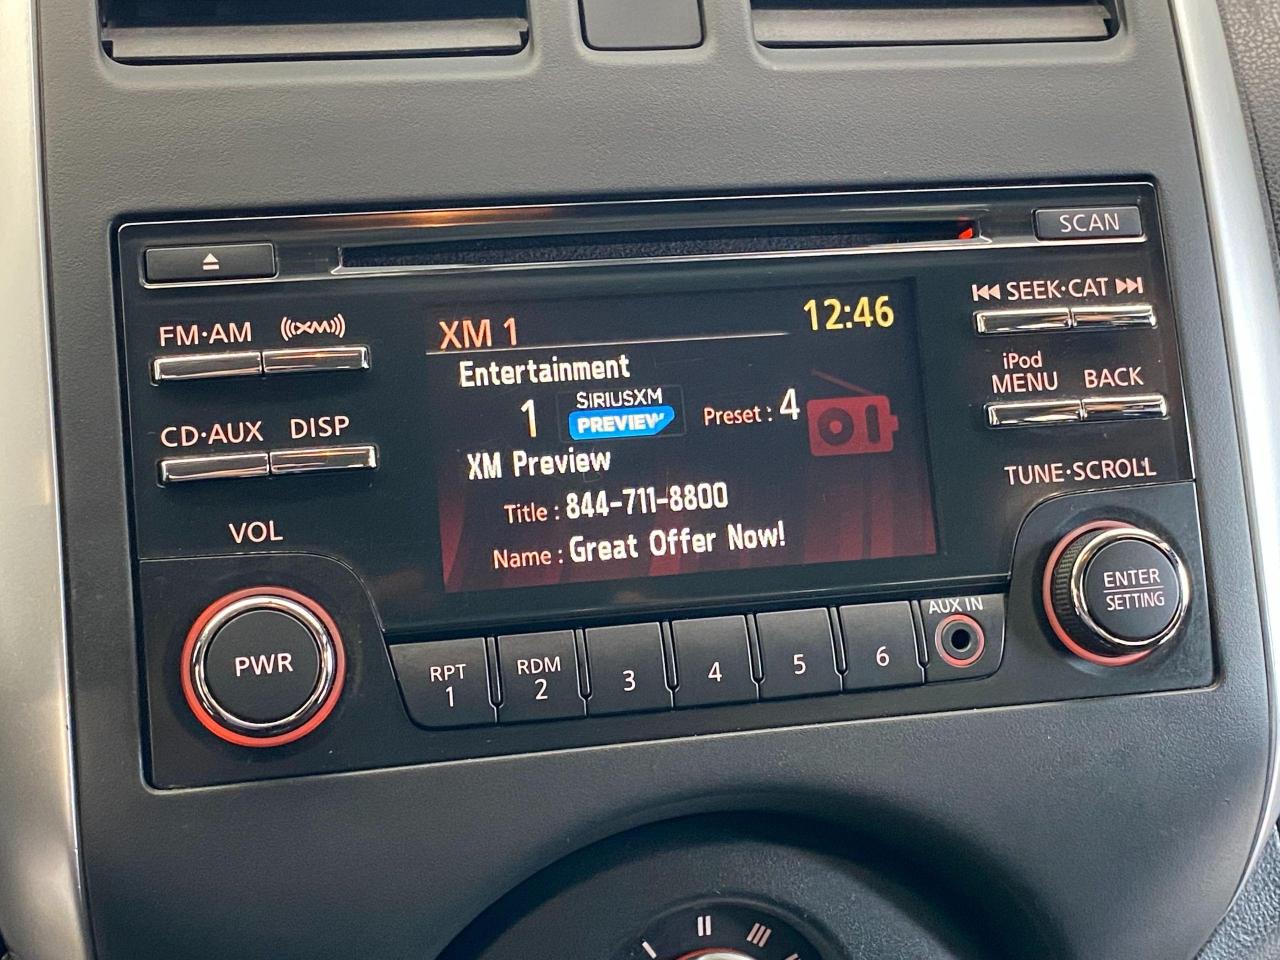 SCAN
SEEK·CAT
FM·AM
((XM))
XM 1
12:46
Entertainment
iPod
MENU
BACK
1
SIRIUSXM
PREVIEW
Preset : 4
CD·AUX
DISP
XM Preview
TUNE·SCROLL
Title : 844-711-8800
VOL
Name : Great Offer Now!
ENTER
SETTING
AUX IN
PWR
RPT
1
RDM
2
3
4
5
6
II
III